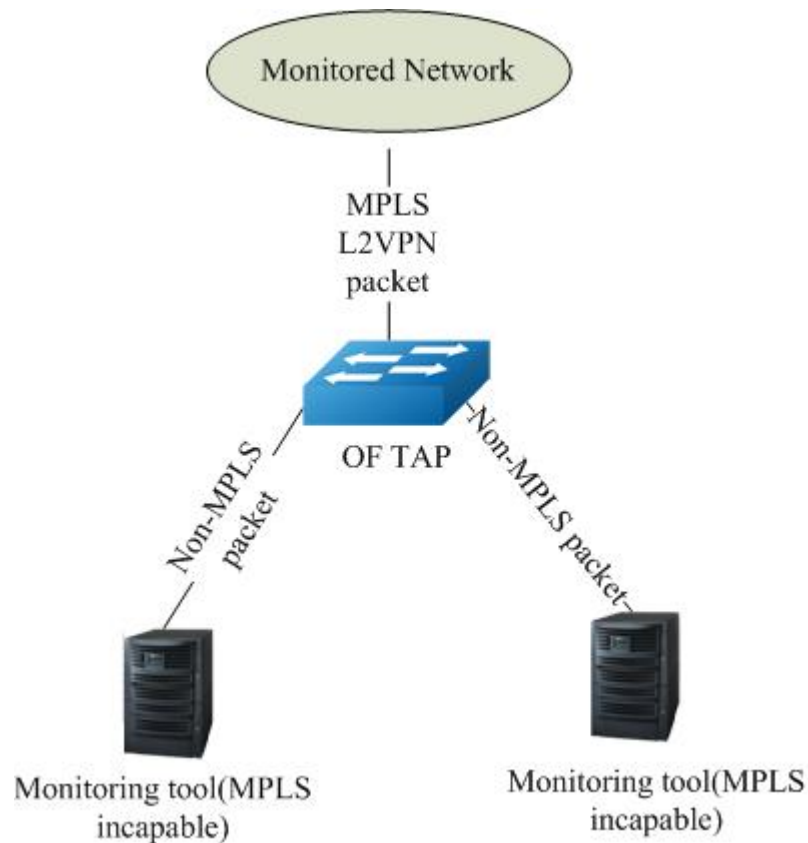 Monitored Network
MPLS
L2VPN
packet
OF TAP
Non-MPLS
packet
Non-MPLS packet
Monitoring tool(MPLS
incapable)
Monitoring tool(MPLS
incapable)